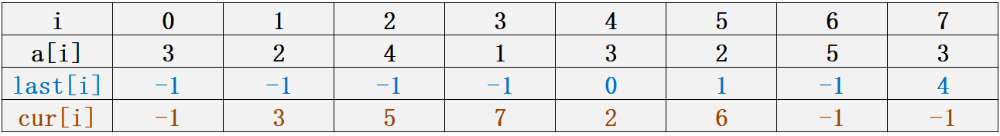 i 0 1 2 3 4 5 6 7
a[i] 3 2 4 1 3 2 5 3
last[i] -1 -1 -1 -1 0 1 -1 4
cur[i] -1 3 5 7 2 6 -1 -1